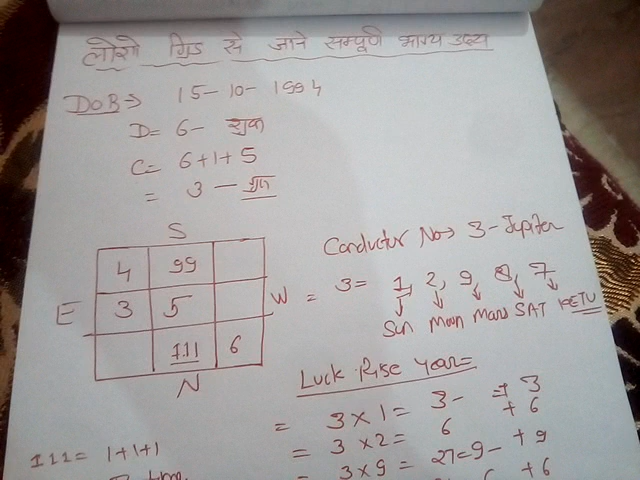 लोशो ग्रिड से जाने सम्पूर्ण भाग्य उदय
DOB⇒ 15-10-1994
D= 6- शुक्र
C= 6+1+5
= 3 - गुरु
Conductor No→ 3-Jupiter
S
4 99
E 3 5 W
111 6
N
= 3= 1, 2, 9, 8, 7
Sun Moon Mars SAT KETU
Luck Rise Year=
= 3×1= 3- ⇒ 3
= 3×2= 6 + 6
= 3×9= 27=9- + 9
6 + 6
111= 1+1+1